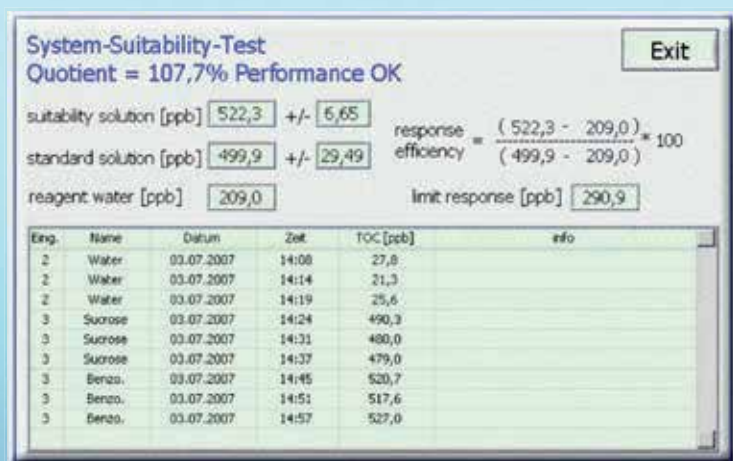 System-Suitability-Test
Exit
Quotient = 107,7% Performance OK
suitability solution [ppb] 522,3 +/- 6,65
standard solution [ppb] 499,9 +/- 29,49
response efficiency = ( 522,3 - 209,0 ) / ( 499,9 - 209,0 ) * 100
reagent water [ppb] 209,0 limit response [ppb] 290,9
Eing. Name Datum Zeit TOC [ppb] info
2 Water 03.07.2007 14:08 27,8
2 Water 03.07.2007 14:14 21,3
2 Water 03.07.2007 14:19 25,6
3 Sucrose 03.07.2007 14:24 490,3
3 Sucrose 03.07.2007 14:31 480,0
3 Sucrose 03.07.2007 14:37 479,0
3 Benzo. 03.07.2007 14:45 520,7
3 Benzo. 03.07.2007 14:51 517,6
3 Benzo. 03.07.2007 14:57 527,0